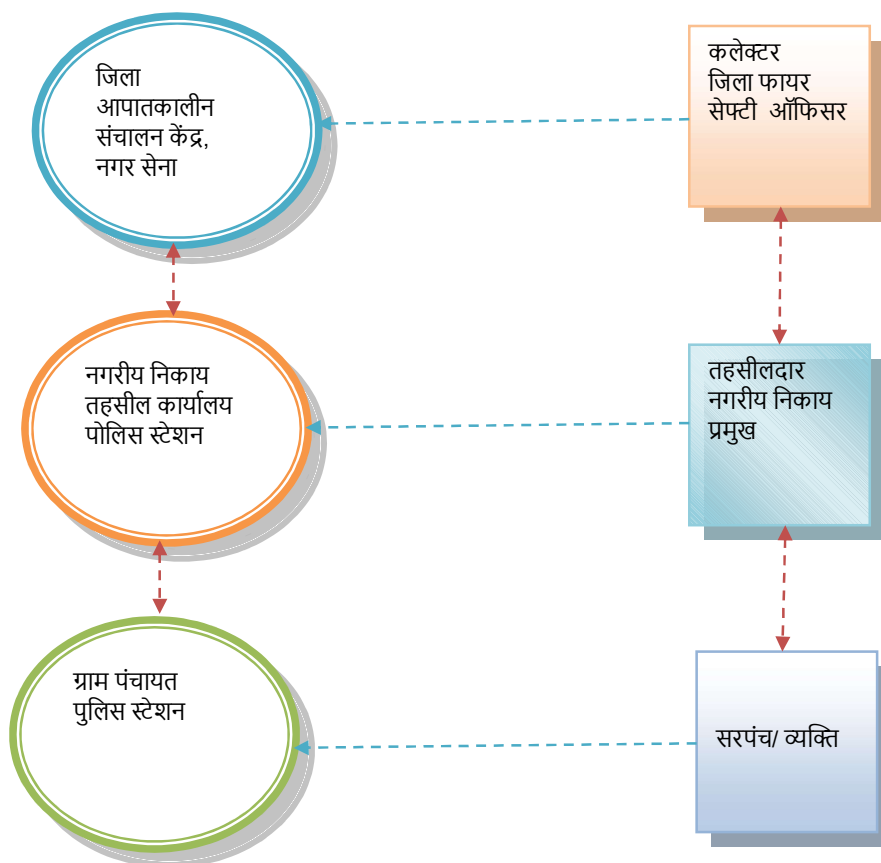 जिला
आपातकालीन
संचालन केंद्र,
नगर सेना
कलेक्टर
जिला फायर
सेफ्टी ऑफिसर
नगरीय निकाय
तहसील कार्यालय
पोलिस स्टेशन
तहसीलदार
नगरीय निकाय
प्रमुख
ग्राम पंचायत
पुलिस स्टेशन
सरपंच/ व्यक्ति